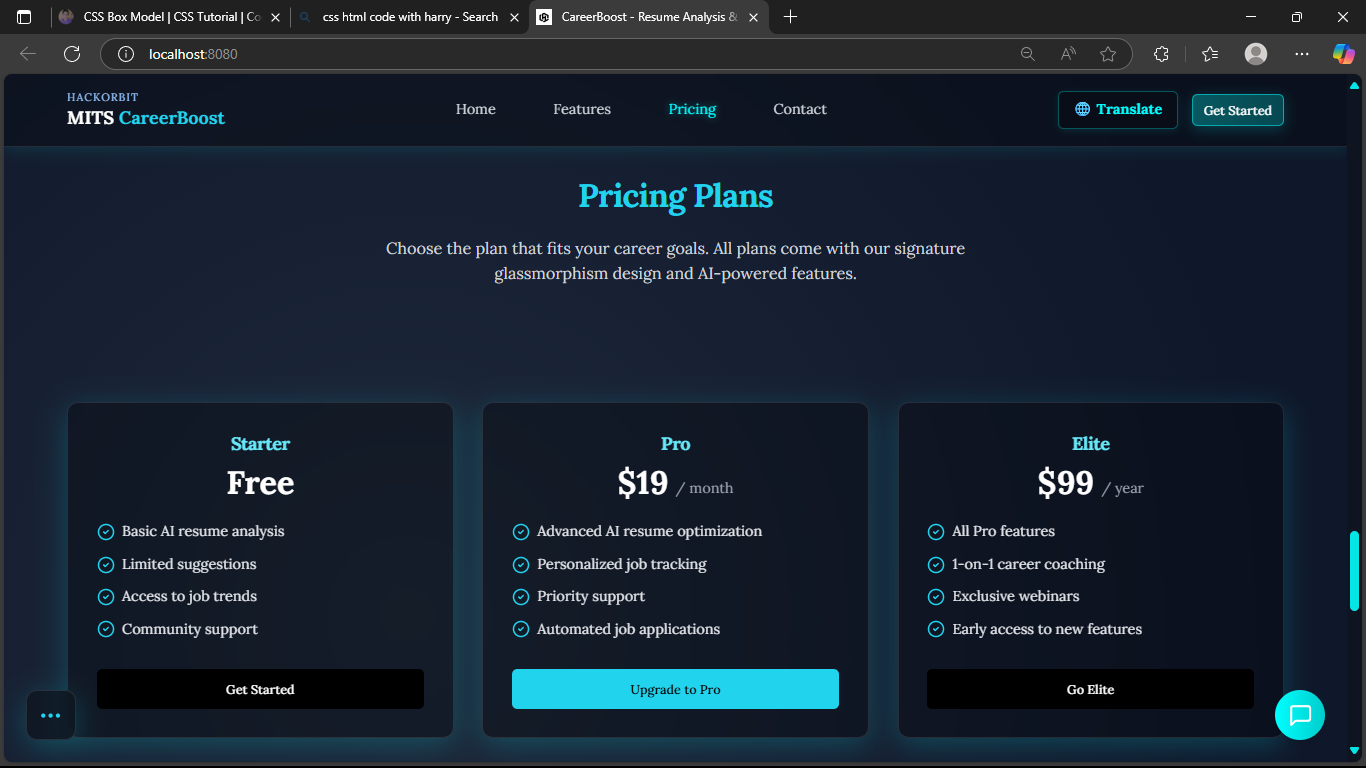 CSS Box Model | CSS Tutorial | Co
css html code with harry - Search
CareerBoost - Resume Analysis &
localhost:8080
HACKORBIT
MITS CareerBoost
Home
Features
Pricing
Contact
Translate
Get Started
Pricing Plans
Choose the plan that fits your career goals. All plans come with our signature
glassmorphism design and AI-powered features.
Starter
Free
Basic AI resume analysis
Limited suggestions
Access to job trends
Community support
Get Started
Pro
$19 / month
Advanced AI resume optimization
Personalized job tracking
Priority support
Automated job applications
Upgrade to Pro
Elite
$99 / year
All Pro features
1-on-1 career coaching
Exclusive webinars
Early access to new features
Go Elite